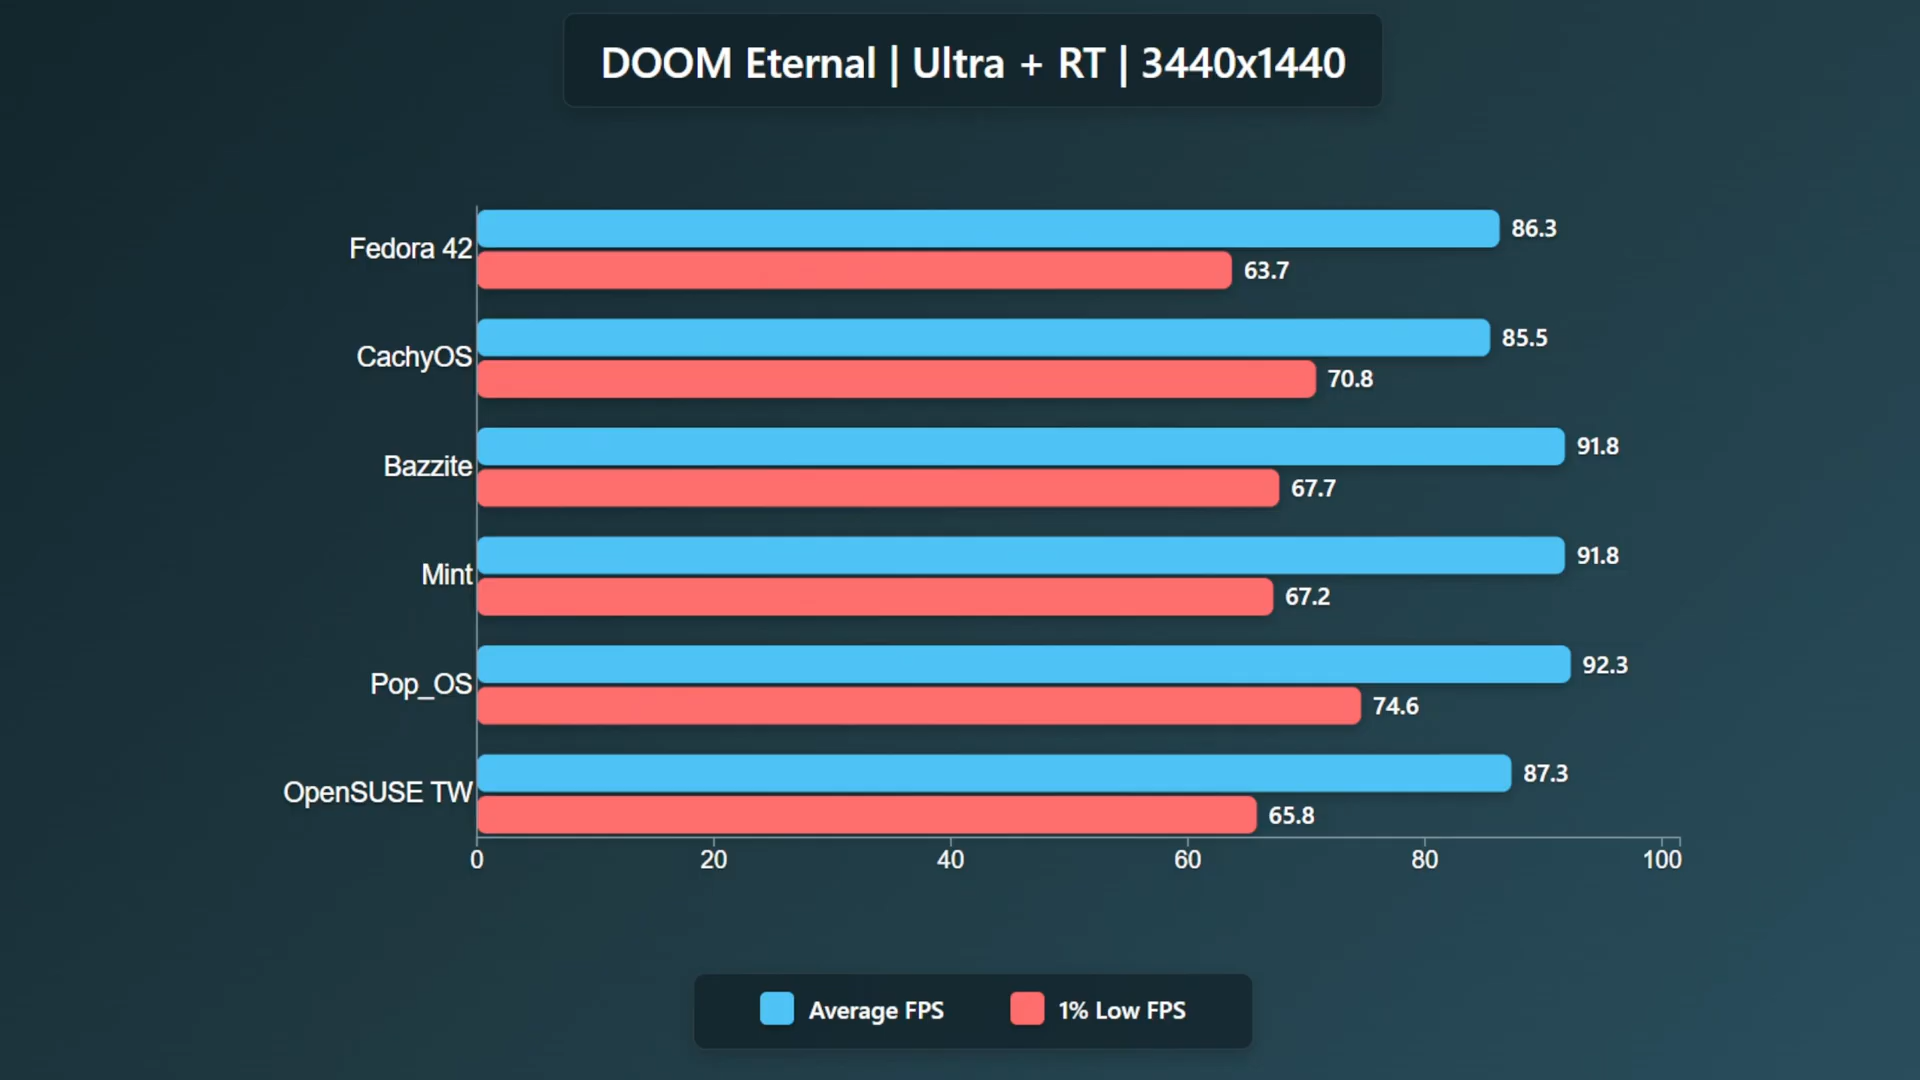 DOOM Eternal | Ultra + RT | 3440x1440
Fedora 42
86.3
63.7
CachyOS
85.5
70.8
Bazzite
91.8
67.7
Mint
91.8
67.2
Pop_OS
92.3
74.6
OpenSUSE TW
87.3
65.8
0 20 40 60 80 100
Average FPS 1% Low FPS